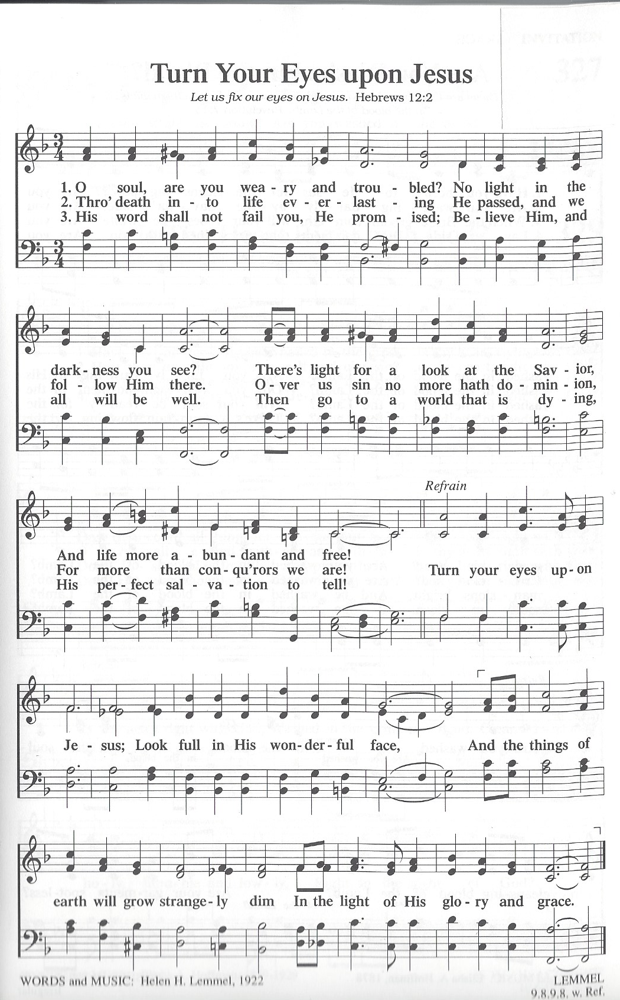 Turn Your Eyes upon Jesus
Let us fix our eyes on Jesus. Hebrews 12:2
1. O soul, are you wea - ry and trou - bled? No light in the
2. Thro' death in - to life ev - er - last - ing He passed, and we
3. His word shall not fail you, He prom - ised; Be - lieve Him, and
dark - ness you see? There's light for a look at the Sav - ior,
fol - low Him there. O - ver us sin no more hath do - min - ion,
all will be well. Then go to a world that is dy - ing,
Refrain
And life more a - bun - dant and free!
For more than con - qu'rors we are! Turn your eyes up - on
His per - fect sal - va - tion to tell!
Je - sus; Look full in His won - der - ful face, And the things of
earth will grow strange - ly dim In the light of His glo - ry and grace.
WORDS and MUSIC: Helen H. Lemmel, 1922 LEMMEL
9.8.9.8. w. Ref.